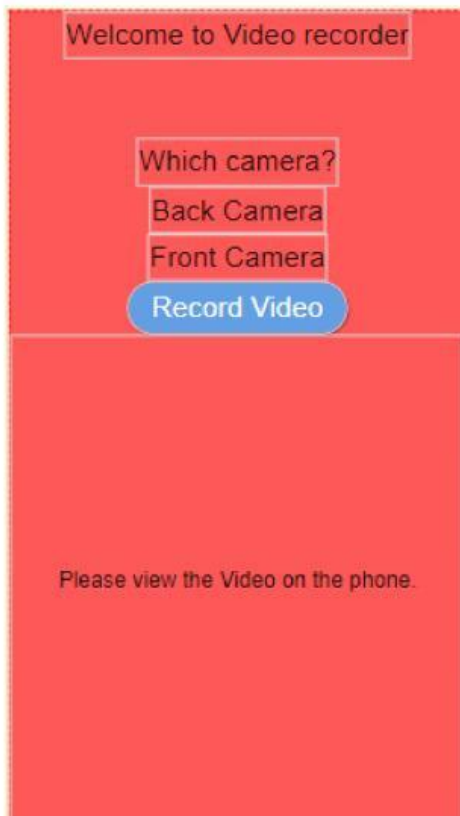 Welcome to Video recorder
Which camera?
Back Camera
Front Camera
Record Video
Please view the Video on the phone.